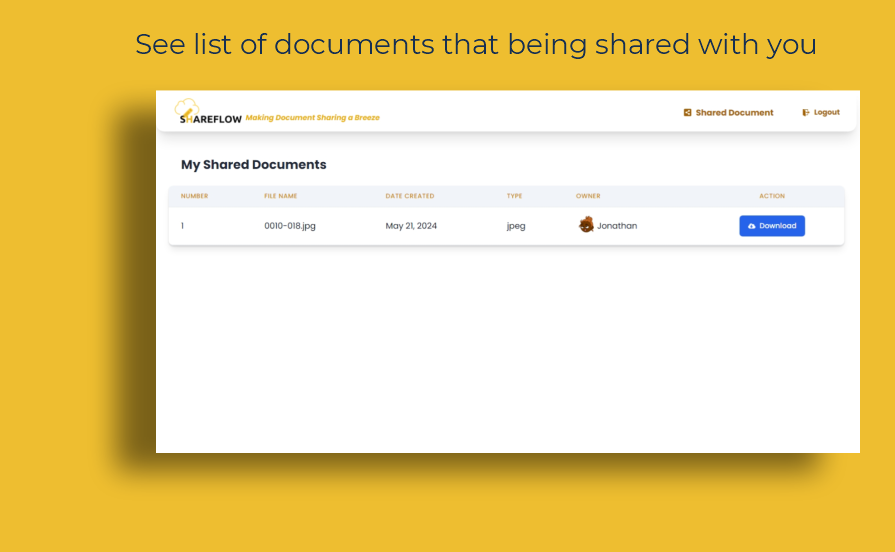 See list of documents that being shared with you
SHAREFLOW Making Document Sharing a Breeze
Shared Document
Logout
My Shared Documents
NUMBER FILE NAME DATE CREATED TYPE OWNER ACTION
1 0010-018.jpg May 21, 2024 jpeg Jonathan Download